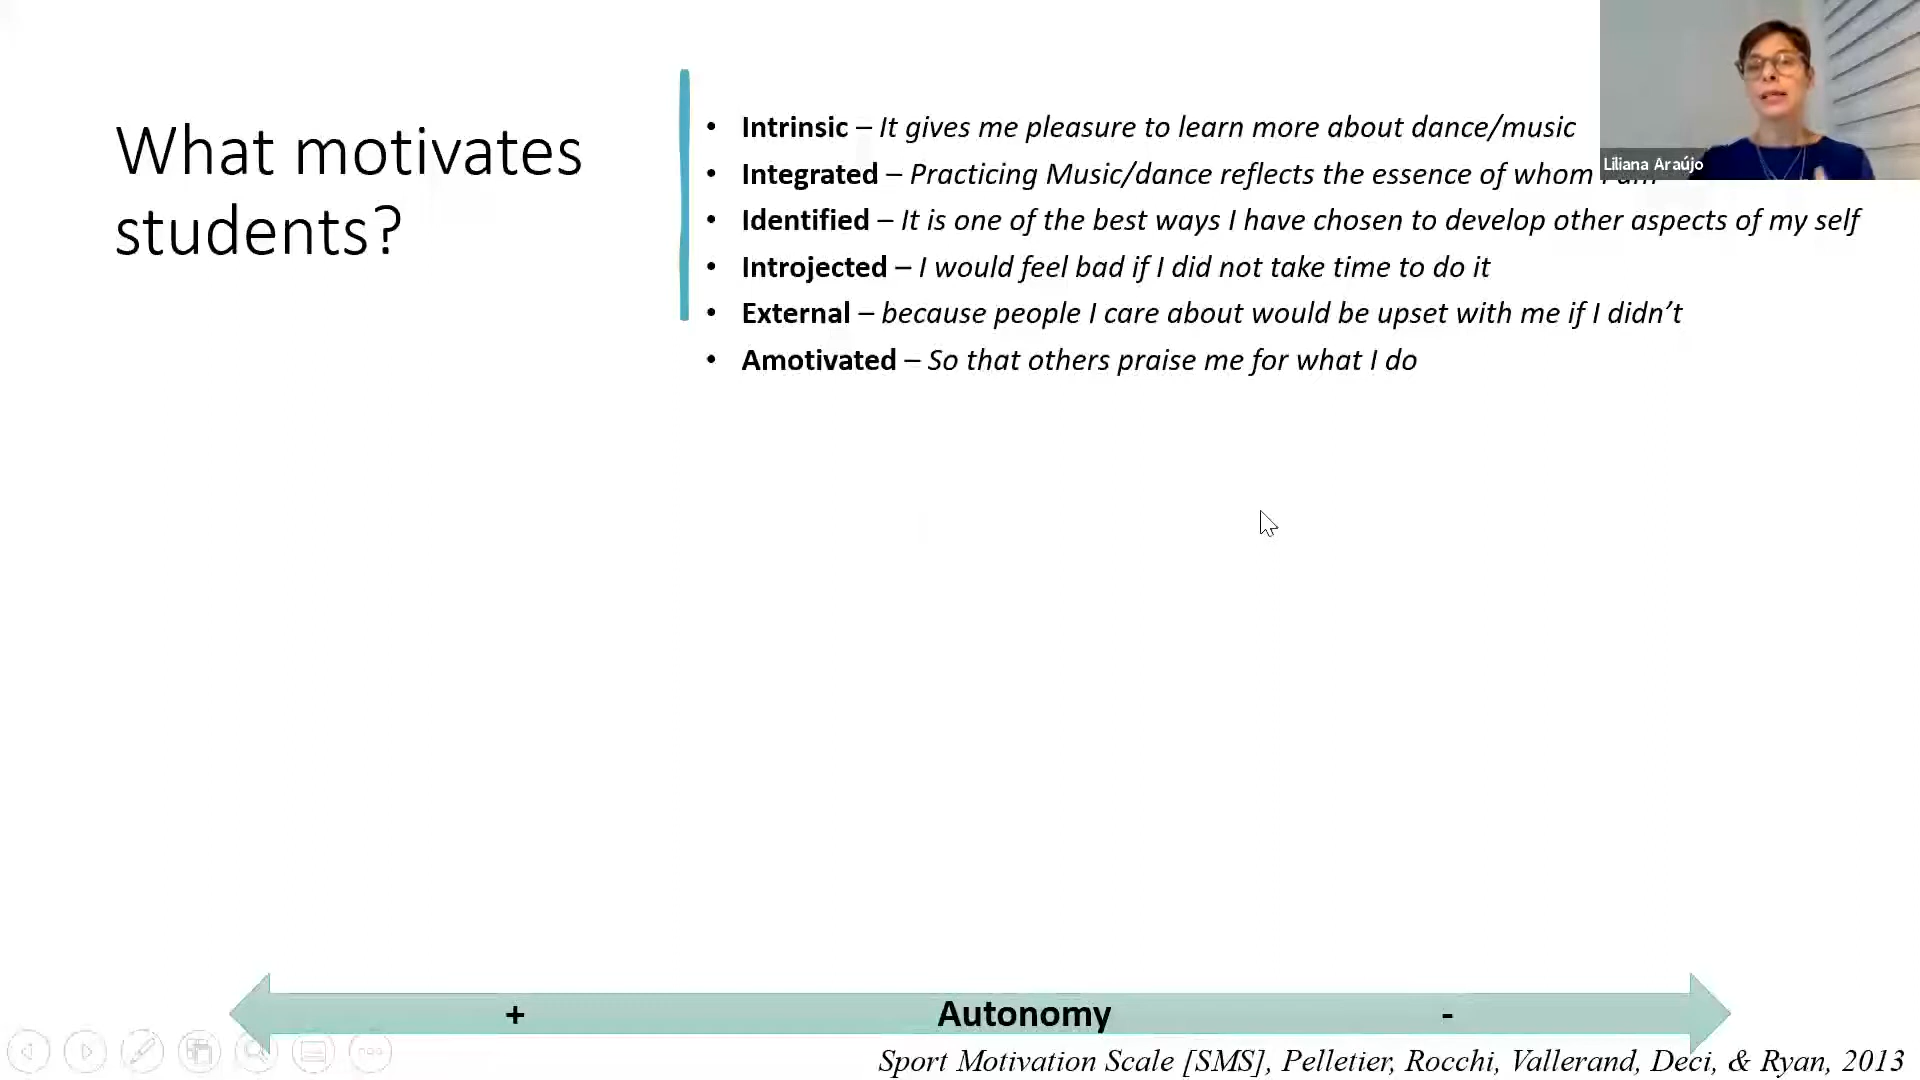 What motivates
students?
• Intrinsic – It gives me pleasure to learn more about dance/music
• Integrated – Practicing Music/dance reflects the essence of whom I am
• Identified – It is one of the best ways I have chosen to develop other aspects of my self
• Introjected – I would feel bad if I did not take time to do it
• External – because people I care about would be upset with me if I didn’t
• Amotivated – So that others praise me for what I do
Liliana Araújo
+ Autonomy -
Sport Motivation Scale [SMS], Pelletier, Rocchi, Vallerand, Deci, & Ryan, 2013